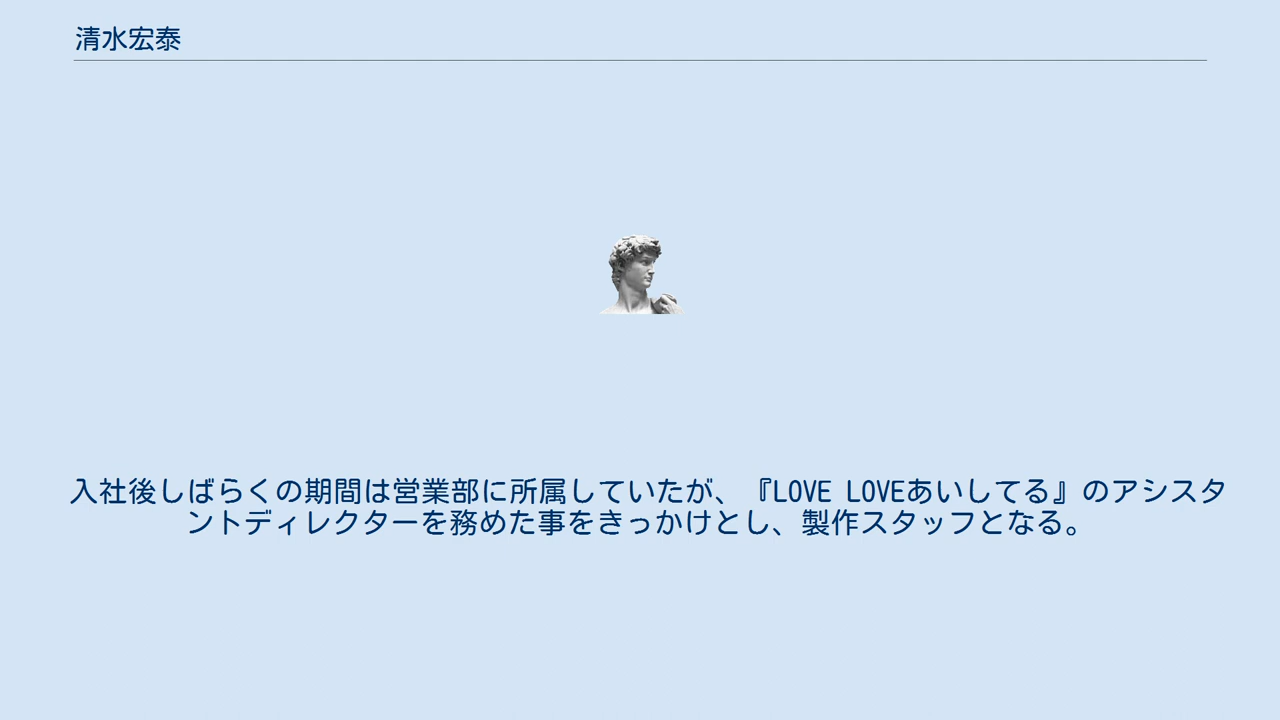 清水宏泰
入社後しばらくの期間は営業部に所属していたが、『LOVE LOVEあいしてる』のアシスタ
ントディレクターを務めた事をきっかけとし、製作スタッフとなる。